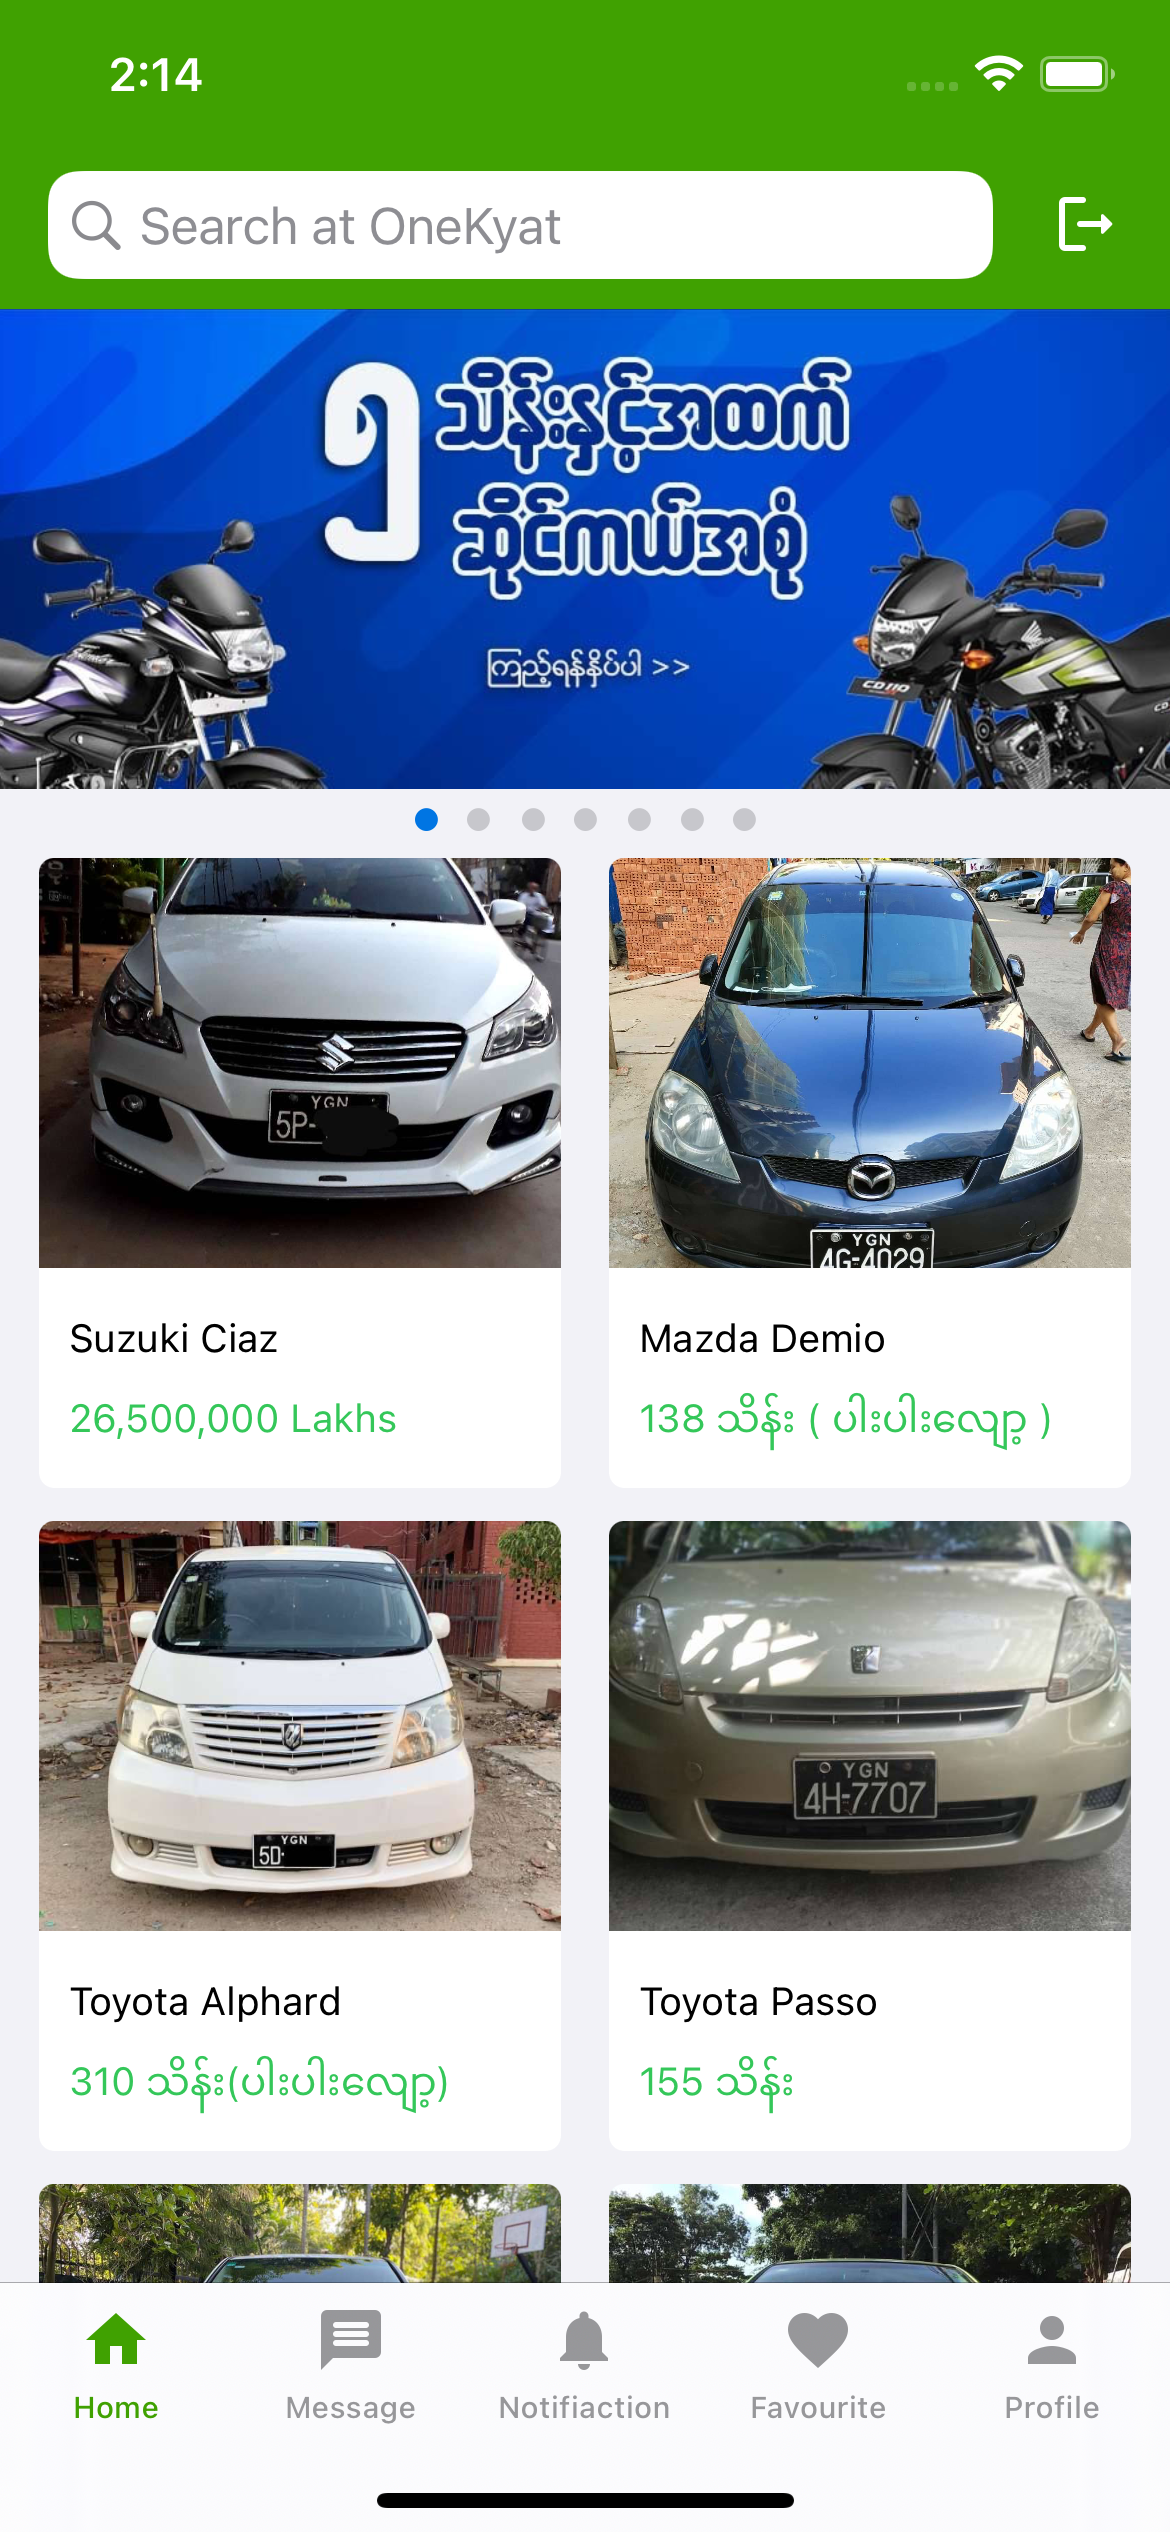 2:14
Search at OneKyat
၅ သိန်းနှင့်အထက်
ဆိုင်ကယ်အစုံ
ကြည့်ရန်နှိပ်ပါ >>
CD110
YGN
5P-
YGN
4G-4029
Suzuki Ciaz
Mazda Demio
26,500,000 Lakhs
138 သိန်း ( ပါးပါးလျော့ )
YGN
5D-
YGN
4H-7707
Toyota Alphard
Toyota Passo
310 သိန်း(ပါးပါးလျော့)
155 သိန်း
Home
Message
Notifiaction
Favourite
Profile